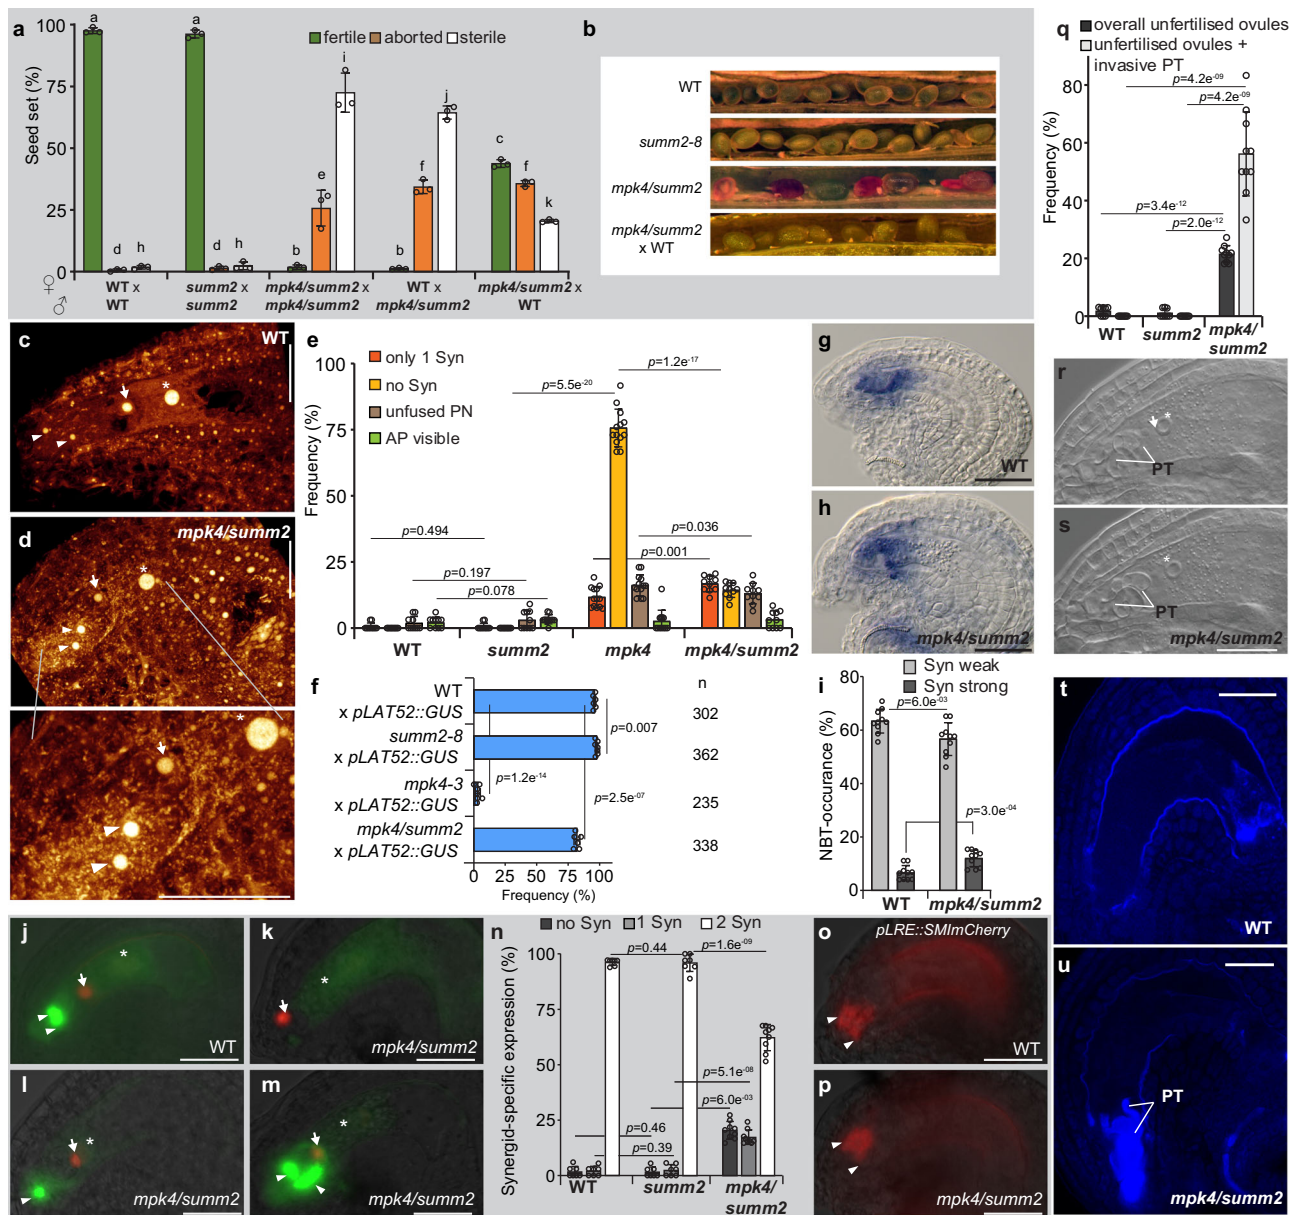 a
Seed set (%)
100
75
50
25
0
fertile
aborted
sterile
a
d
h
a
d
h
b
e
i
b
f
j
c
f
k
♀
♂
WT x
WT
summ2 x
summ2
mpk4/summ2 x
mpk4/summ2
WT x
mpk4/summ2
mpk4/summ2 x
WT
b
WT
summ2-8
mpk4/summ2
mpk4/summ2
x WT
q
overall unfertilised ovules
unfertilised ovules +
invasive PT
Frequency (%)
80
60
40
20
0
p=4.2e-09
p=4.2e-09
p=3.4e-12
p=2.0e-12
WT
summ2
mpk4/
summ2
c
WT
*
d
mpk4/summ2
*
*
e
only 1 Syn
no Syn
unfused PN
AP visible
Frequency (%)
100
75
50
25
0
p=1.2e-17
p=5.5e-20
p=0.494
p=0.197
p=0.078
p=0.036
p=0.001
WT
summ2
mpk4
mpk4/summ2
f
WT
x pLAT52::GUS
summ2-8
x pLAT52::GUS
mpk4-3
x pLAT52::GUS
mpk4/summ2
x pLAT52::GUS
p=0.007
p=1.2e-14
p=2.5e-07
n
302
362
235
338
0
25
50
75
100
Frequency (%)
g
WT
h
mpk4/summ2
i
Syn weak
Syn strong
NBT-occurance (%)
80
60
40
20
0
p=6.0e-03
p=3.0e-04
WT
mpk4/summ2
r
*
PT
s
*
PT
mpk4/summ2
t
WT
u
PT
mpk4/summ2
j
*
WT
k
*
mpk4/summ2
l
*
mpk4/summ2
m
*
mpk4/summ2
n
no Syn
1 Syn
2 Syn
Synergid-specific expression (%)
100
75
50
25
0
p=0.44
p=1.6e-09
p=5.1e-08
p=6.0e-03
p=0.46
p=0.39
WT
summ2
mpk4/
summ2
o
pLRE::SMlmCherry
WT
p
mpk4/summ2